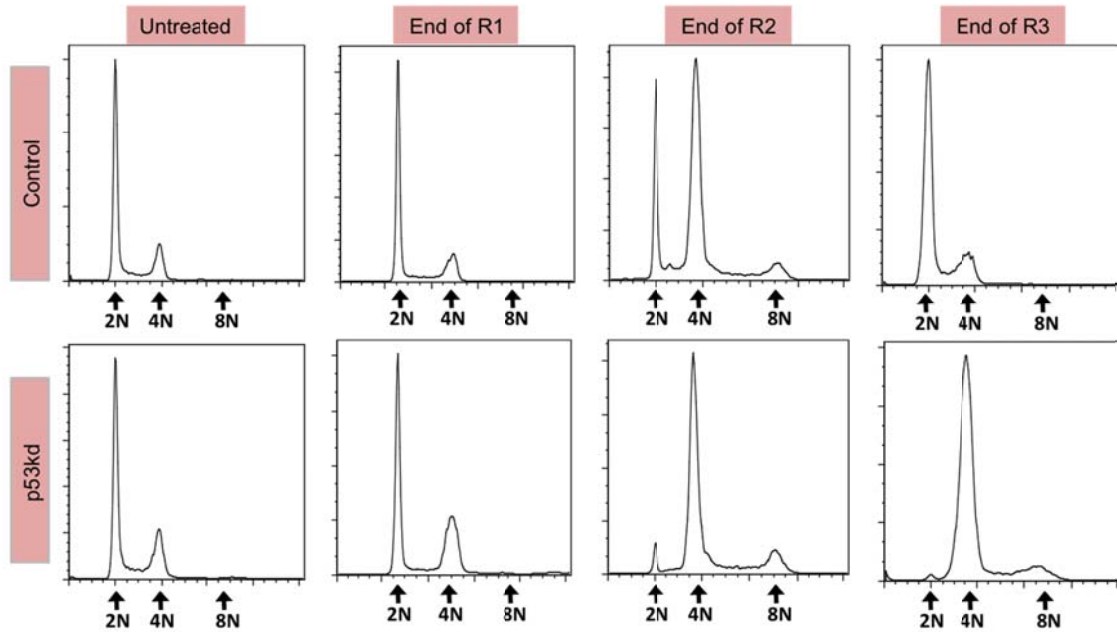 Untreated
End of R1
End of R2
End of R3
Control
2N 4N 8N
2N 4N 8N
2N 4N 8N
2N 4N 8N
p53kd
2N 4N 8N
2N 4N 8N
2N 4N 8N
2N 4N 8N